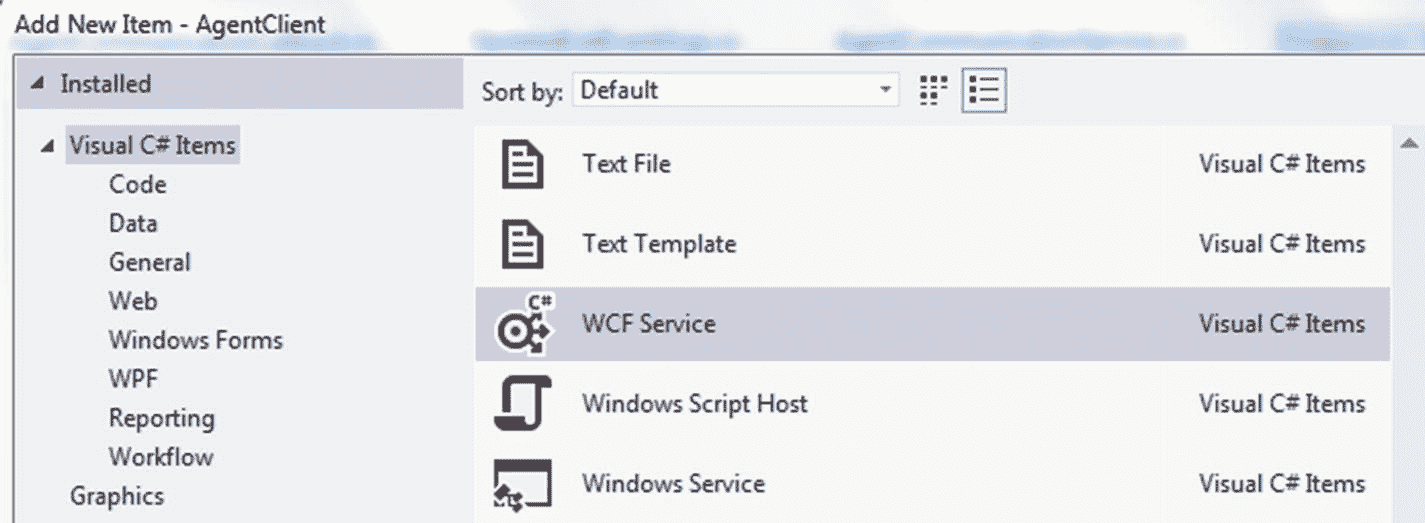 Add New Item - AgentClient
Installed
Sort by: Default
Visual C# Items
Code
Data
General
Web
Windows Forms
WPF
Reporting
Workflow
Graphics
Text File Visual C# Items
Text Template Visual C# Items
C#
WCF Service Visual C# Items
Windows Script Host Visual C# Items
Windows Service Visual C# Items